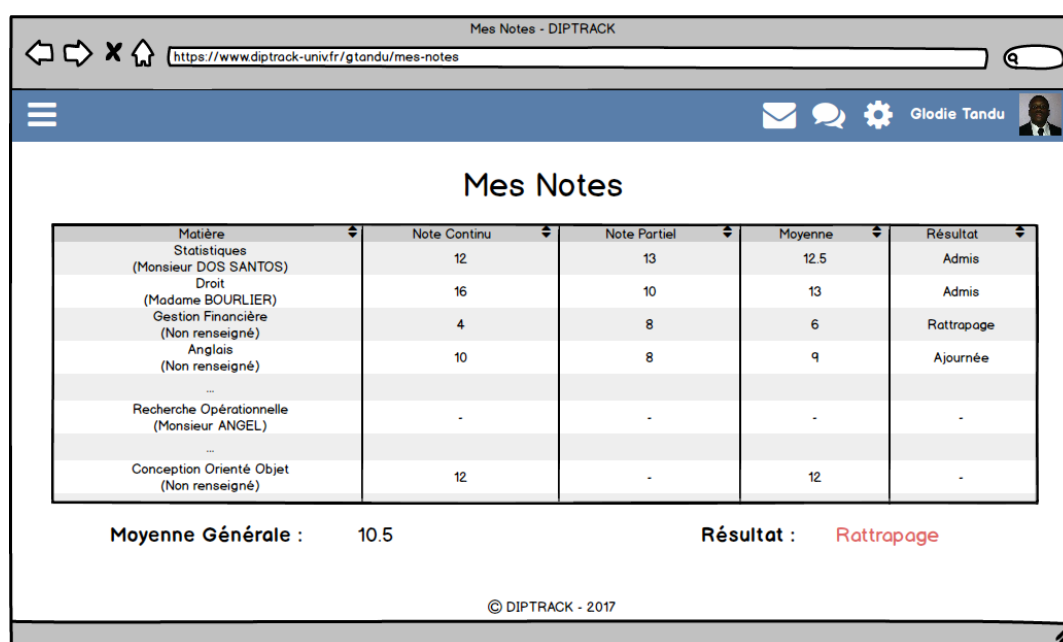 Mes Notes - DIPTRACK
https://www.diptrack-univ.fr/gtandu/mes-notes
Glodie Tandu
Mes Notes
Matière Note Continu Note Partiel Moyenne Résultat
Statistiques
(Monsieur DOS SANTOS) 12 13 12.5 Admis
Droit
(Madame BOURLIER) 16 10 13 Admis
Gestion Financière
(Non renseigné) 4 8 6 Rattrapage
Anglais
(Non renseigné) 10 8 9 Ajournée
...
Recherche Opérationnelle
(Monsieur ANGEL) - - - -
...
Conception Orienté Objet
(Non renseigné) 12 - 12 -
Moyenne Générale : 10.5 Résultat : Rattrapage
© DIPTRACK - 2017